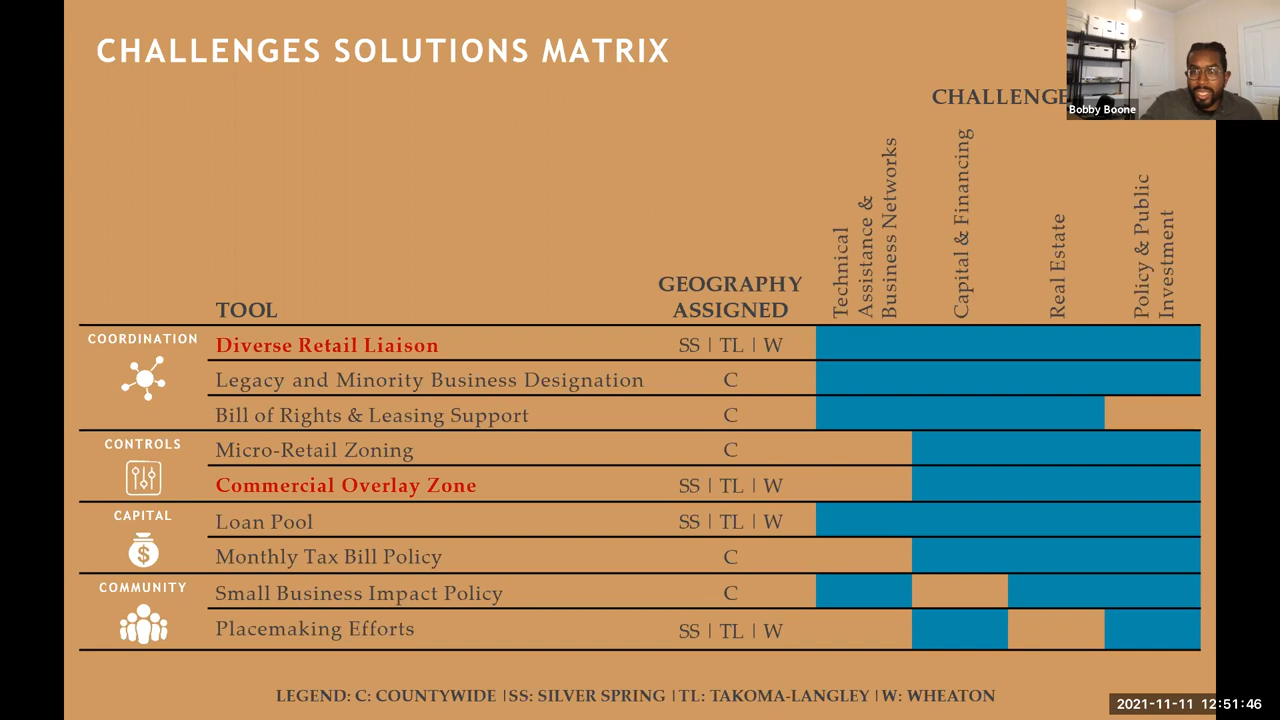 CHALLENGES SOLUTIONS MATRIX
CHALLENGE
Bobby Boone
Technical
Assistance &
Business Networks
Capital & Financing
Real Estate
Policy & Public
Investment
TOOL
GEOGRAPHY
ASSIGNED
COORDINATION
Diverse Retail Liaison
SS | TL | W
Legacy and Minority Business Designation
C
Bill of Rights & Leasing Support
C
CONTROLS
Micro-Retail Zoning
C
Commercial Overlay Zone
SS | TL | W
CAPITAL
Loan Pool
SS | TL | W
$
Monthly Tax Bill Policy
C
COMMUNITY
Small Business Impact Policy
C
Placemaking Efforts
SS | TL | W
LEGEND: C: COUNTYWIDE |SS: SILVER SPRING |TL: TAKOMA-LANGLEY |W: WHEATON
2021-11-11 12:51:46